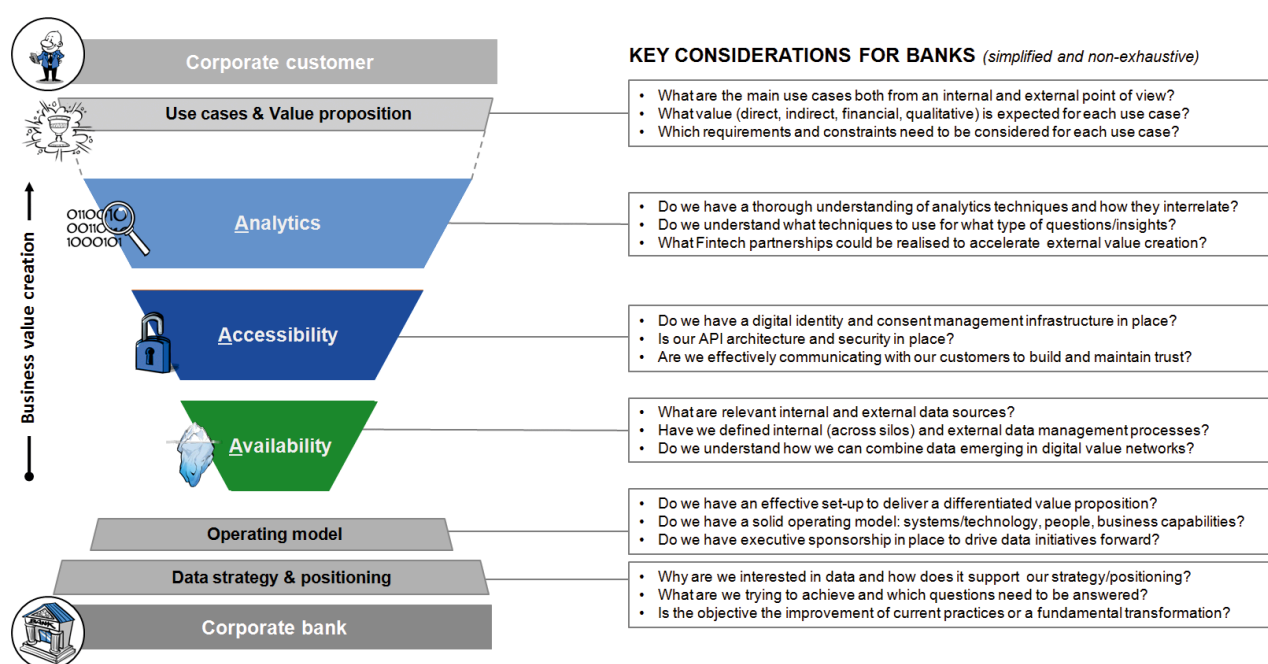 Corporate customer
KEY CONSIDERATIONS FOR BANKS (simplified and non-exhaustive)
Use cases & Value proposition
• What are the main use cases both from an internal and external point of view?
• What value (direct, indirect, financial, qualitative) is expected for each use case?
• Which requirements and constraints need to be considered for each use case?
Business value creation
0110010
00110
1000101
Analytics
• Do we have a thorough understanding of analytics techniques and how they interrelate?
• Do we understand what techniques to use for what type of questions/insights?
• What Fintech partnerships could be realised to accelerate external value creation?
Accessibility
• Do we have a digital identity and consent management infrastructure in place?
• Is our API architecture and security in place?
• Are we effectively communicating with our customers to build and maintain trust?
Availability
• What are relevant internal and external data sources?
• Have we defined internal (across silos) and external data management processes?
• Do we understand how we can combine data emerging in digital value networks?
Operating model
• Do we have an effective set-up to deliver a differentiated value proposition?
• Do we have a solid operating model: systems/technology, people, business capabilities?
• Do we have executive sponsorship in place to drive data initiatives forward?
Data strategy & positioning
• Why are we interested in data and how does it support our strategy/positioning?
• What are we trying to achieve and which questions need to be answered?
• Is the objective the improvement of current practices or a fundamental transformation?
BANK
Corporate bank